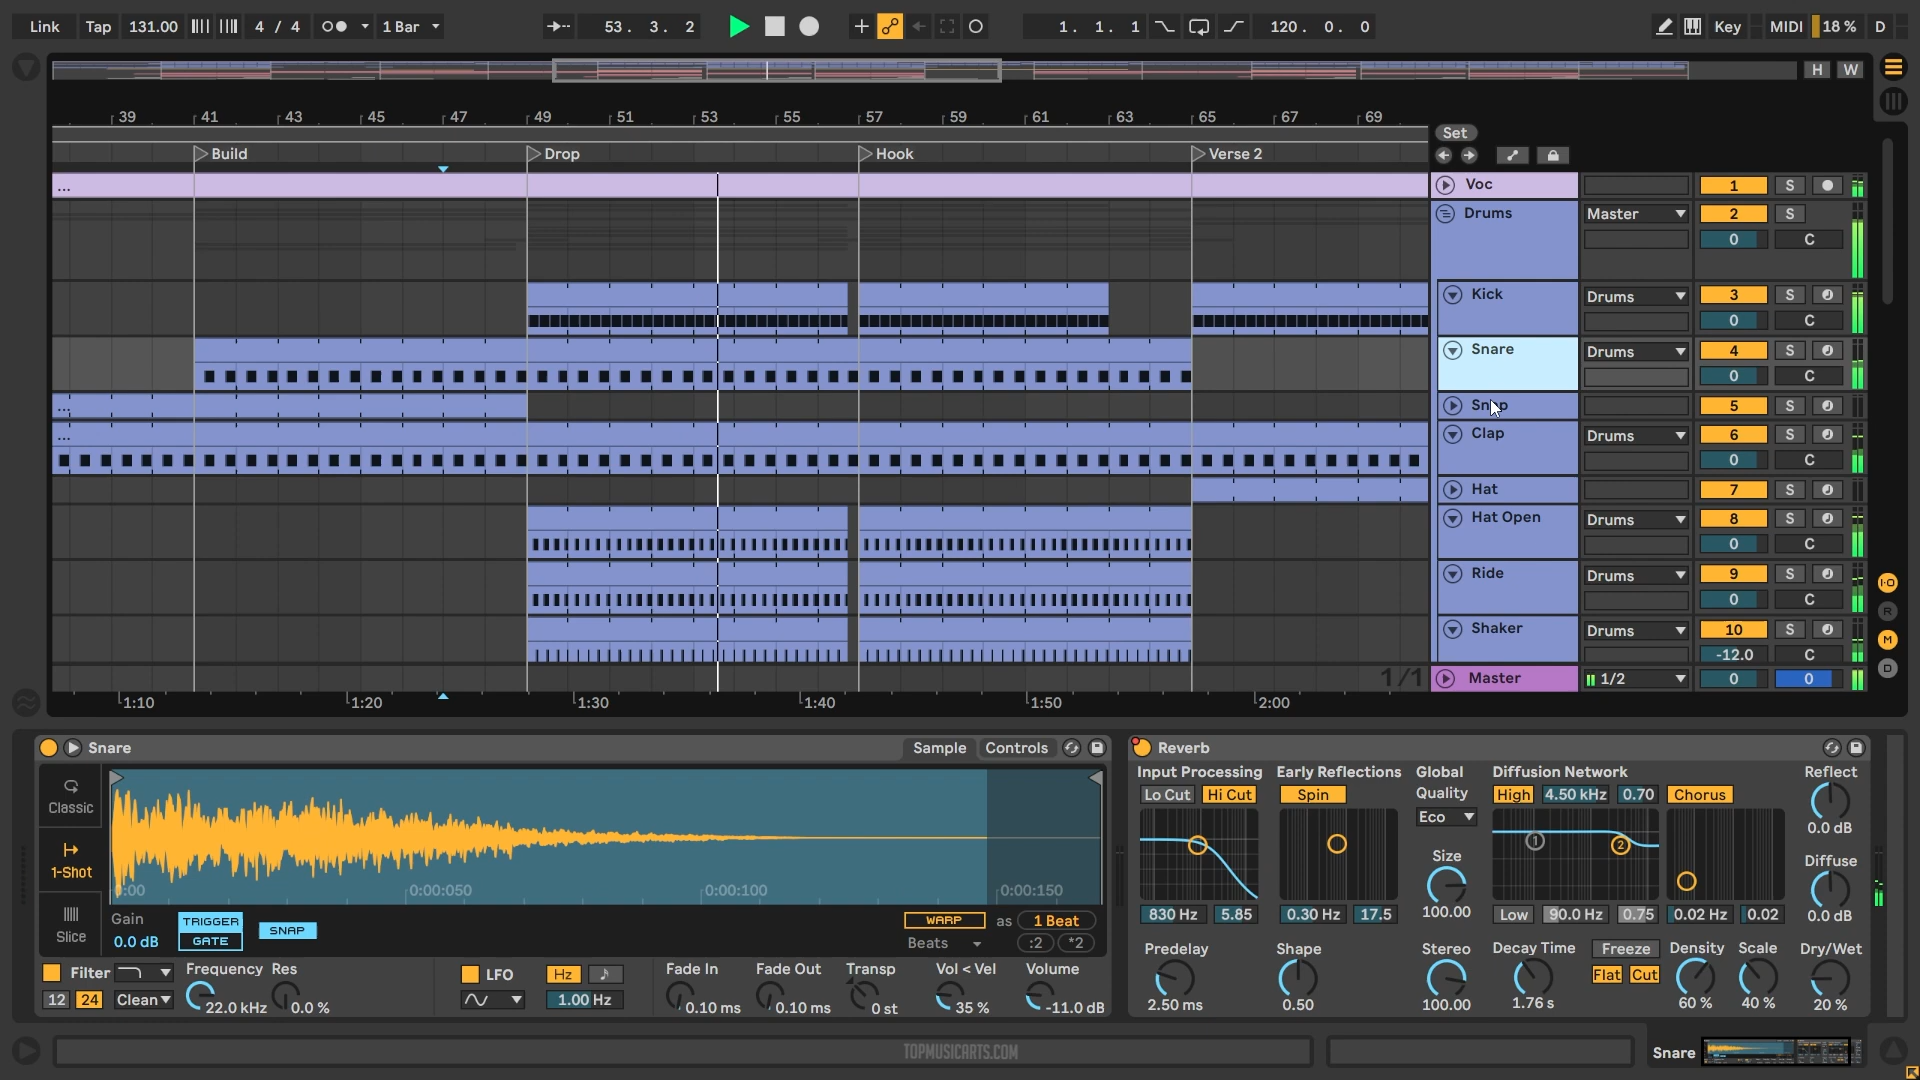 Link Tap 131.00 4 / 4 1 Bar 53. 3. 2 1. 1. 1 120. 0. 0 Key MIDI 18 % D
H W
39 41 43 45 47 49 51 53 55 57 59 61 63 65 67 69
Set
Build Drop Hook Verse 2
... Voc 1 S
Drums Master 2 S
0 C
Kick Drums 3 S
0 C
Snare Drums 4 S
0 C
... Snap 5 S
... Clap Drums 6 S
0 C
Hat 7 S
Hat Open Drums 8 S
0 C
Ride Drums 9 S
0 C
Shaker Drums 10 S
-12.0 C
1/1 Master 1/2 0 0
I·O
R
M
D
1:10 1:20 1:30 1:40 1:50 2:00
Snare Sample Controls
Classic
1-Shot
Slice
0:00 0:00:050 0:00:100 0:00:150
Gain TRIGGER SNAP WARP as 1 Beat
0.0 dB GATE Beats :2 *2
Filter Frequency Res LFO Hz Fade In Fade Out Transp Vol < Vel Volume
12 24 Clean 22.0 kHz 0.0 % 1.00 Hz 0.10 ms 0.10 ms 0 st 35 % -11.0 dB
Reverb
Input Processing Early Reflections Global Diffusion Network Reflect
Lo Cut Hi Cut Spin Quality High 4.50 kHz 0.70 Chorus
Eco 0.0 dB
1 2
Size Diffuse
830 Hz 5.85 0.30 Hz 17.5 100.00 Low 90.0 Hz 0.75 0.02 Hz 0.02 0.0 dB
Predelay Shape Stereo Decay Time Freeze Density Scale Dry/Wet
Flat Cut
2.50 ms 0.50 100.00 1.76 s 60 % 40 % 20 %
TOPMUSICARTS.COM
Snare